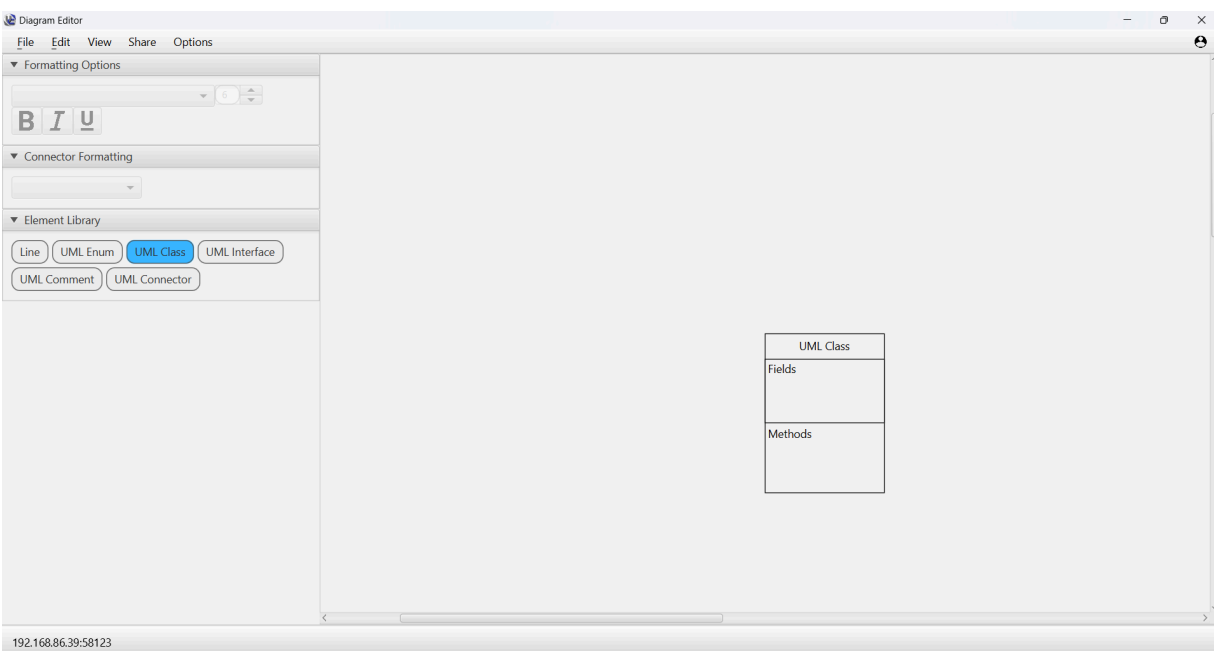 Diagram Editor
File Edit View Share Options
Formatting Options
6
B I U
Connector Formatting
Element Library
Line UML Enum UML Class UML Interface
UML Comment UML Connector
UML Class
Fields
Methods
192.168.86.39:58123